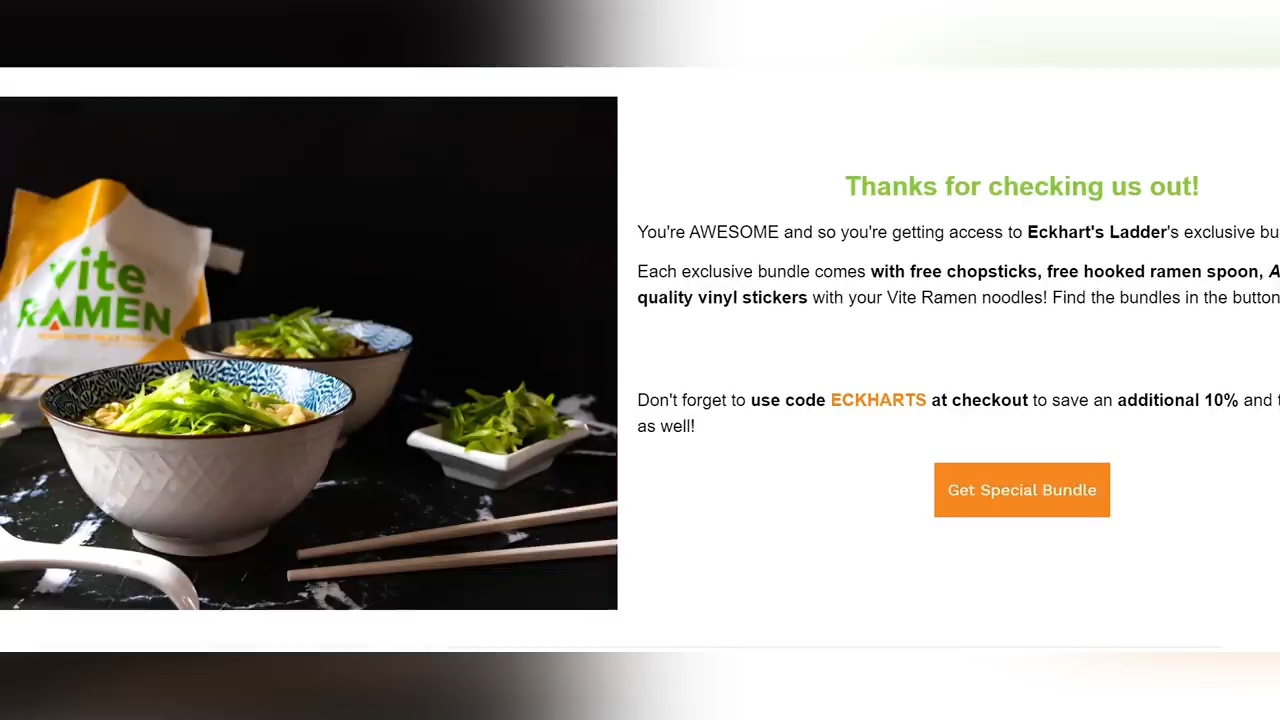 vite
RAMEN
Thanks for checking us out!
You're AWESOME and so you're getting access to Eckhart's Ladder's exclusive bu
Each exclusive bundle comes with free chopsticks, free hooked ramen spoon, A
quality vinyl stickers with your Vite Ramen noodles! Find the bundles in the button
Don't forget to use code ECKHARTS at checkout to save an additional 10% and t
as well!
Get Special Bundle